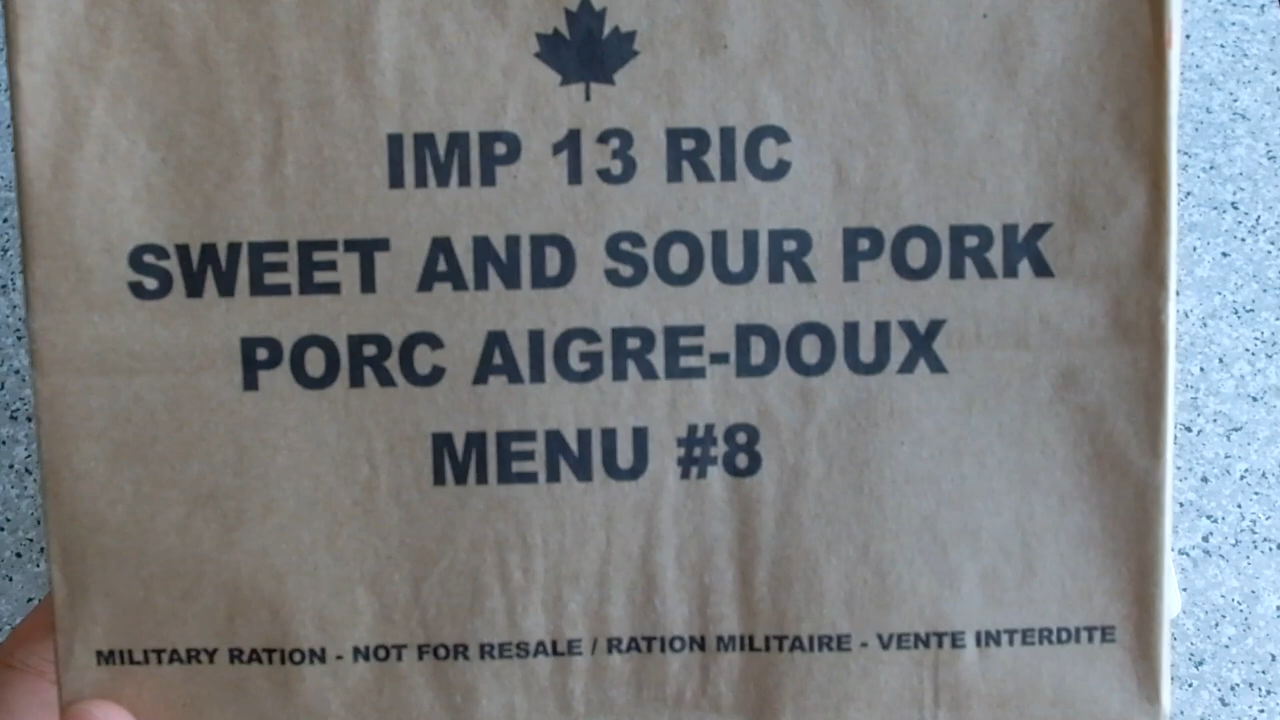 IMP 13 RIC
SWEET AND SOUR PORK
PORC AIGRE-DOUX
MENU #8
MILITARY RATION - NOT FOR RESALE / RATION MILITAIRE - VENTE INTERDITE